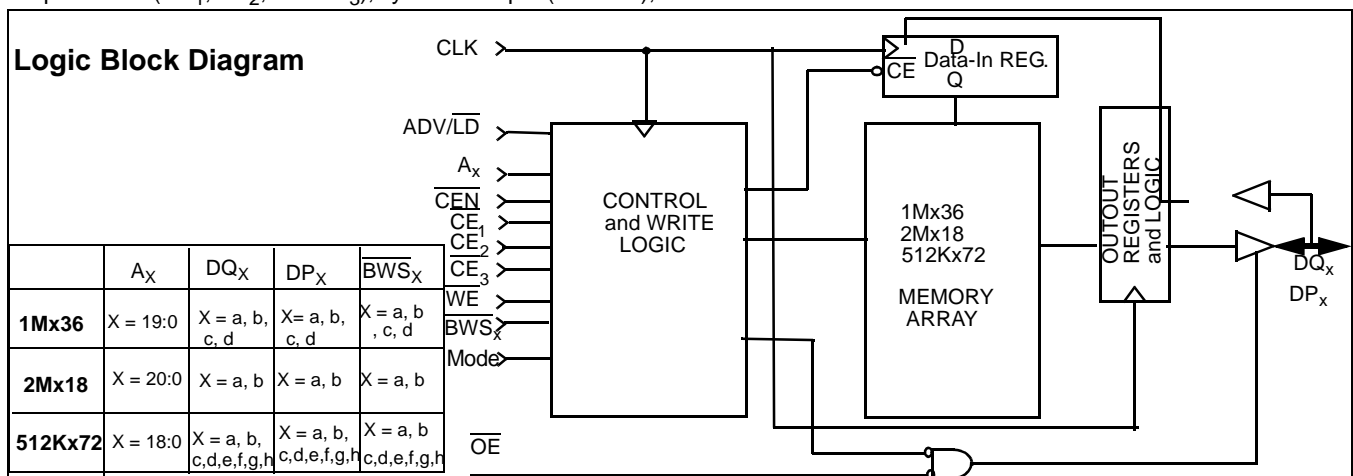 Logic Block Diagram
CLK
D
CE Data-In REG.
Q
ADV/LD
Ax
CEN
CE1
CE2
CE3
WE
BWSx
Mode
OE
CONTROL
and WRITE
LOGIC
1Mx36
2Mx18
512Kx72
MEMORY
ARRAY
OUTOUT
REGISTERS
and LOGIC
DQx
DPx
AX DQX DPX BWSX
1Mx36 X = 19:0 X = a, b, c, d X= a, b, c, d X = a, b , c, d
2Mx18 X = 20:0 X = a, b X = a, b X = a, b
512Kx72 X = 18:0 X = a, b, c,d,e,f,g,h X = a, b, c,d,e,f,g,h X = a, b c,d,e,f,g,h